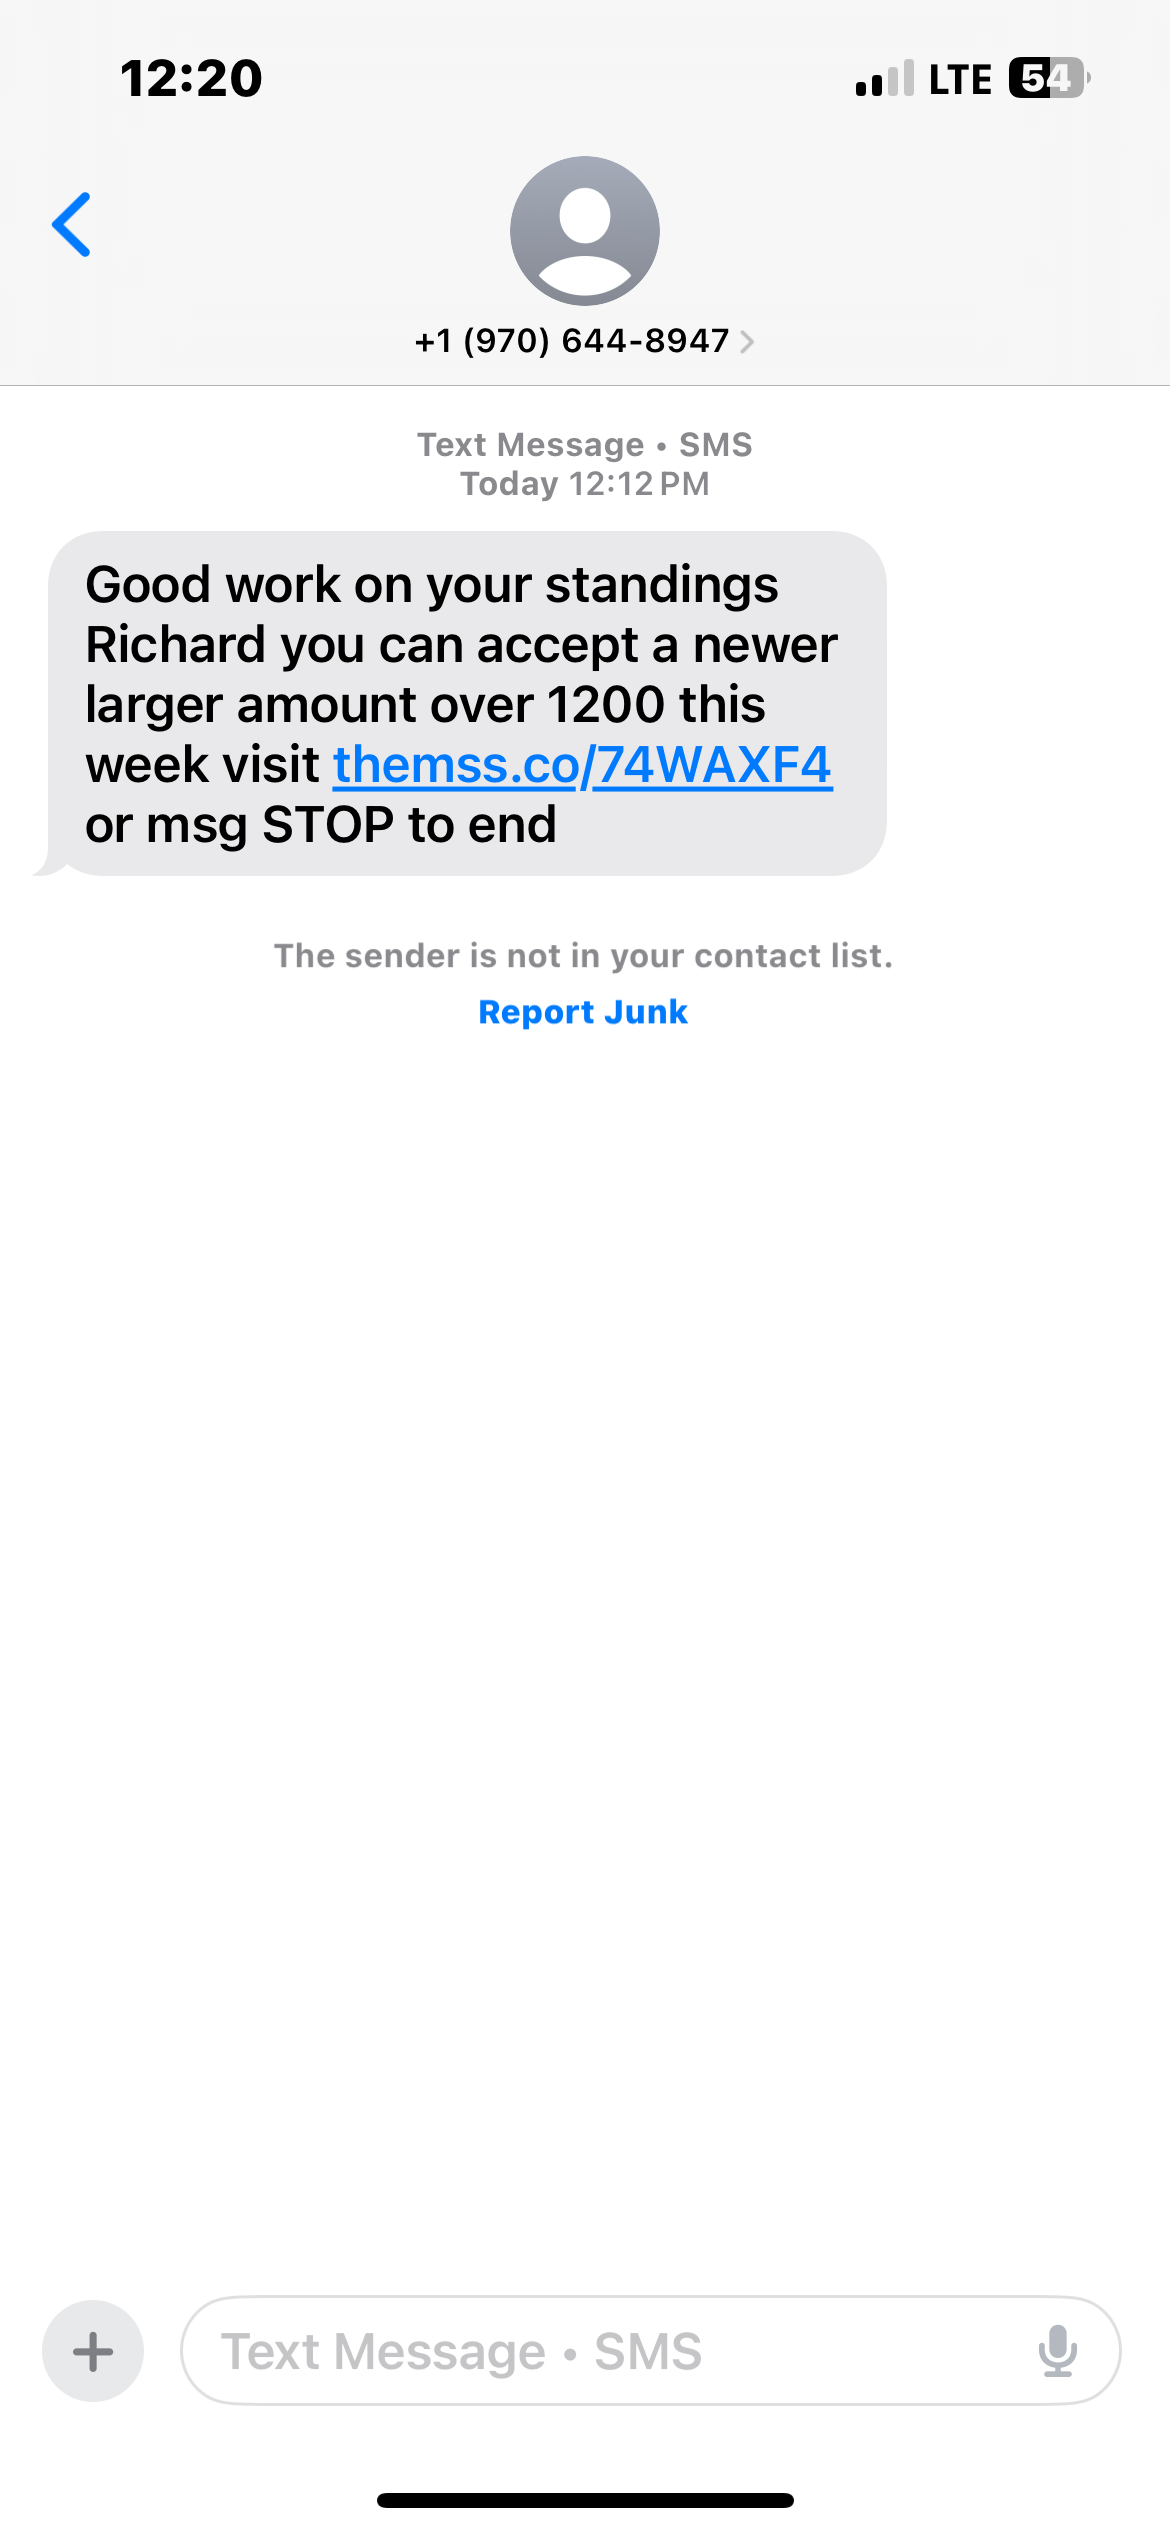 12:20
LTE 54
+1 (970) 644-8947
Text Message • SMS
Today 12:12 PM
Good work on your standings
Richard you can accept a newer
larger amount over 1200 this
week visit themss.co/74WAXF4
or msg STOP to end
The sender is not in your contact list.
Report Junk
Text Message • SMS